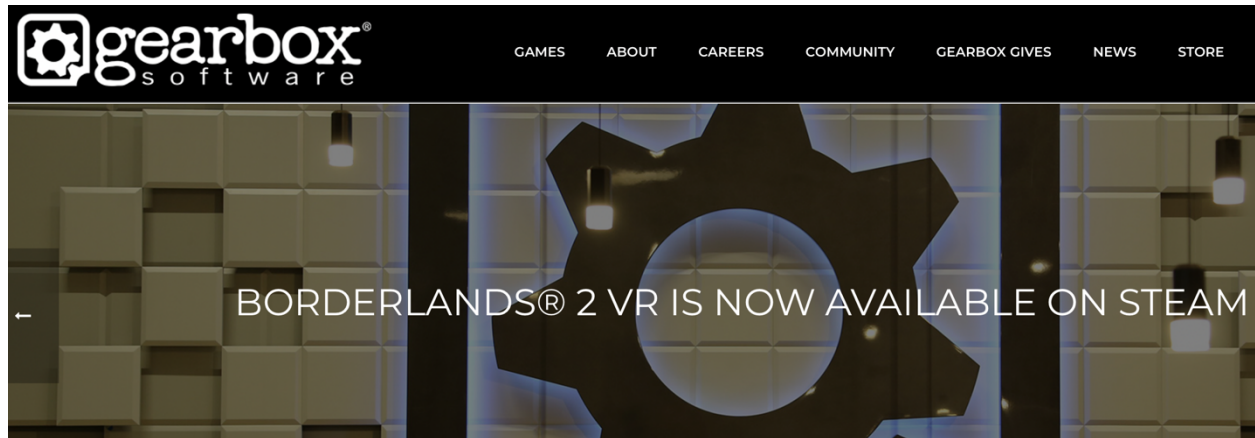 gearbox®
software
GAMES ABOUT CAREERS COMMUNITY GEARBOX GIVES NEWS STORE
BORDERLANDS® 2 VR IS NOW AVAILABLE ON STEAM